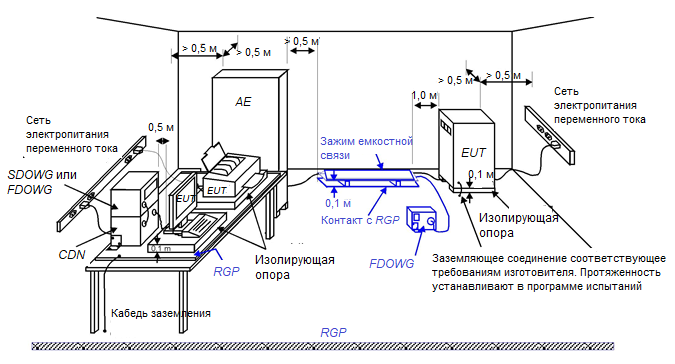 > 0,5 м
> 0,5 м
> 0,5 м
Сеть
электропитания
переменного тока
0,5 м
AE
1,0 м
> 0,5 м
> 0,5 м
Сеть
электропитания
переменного тока
SDOWG или
FDOWG
EUT
EUT
Зажим емкостной
связи
EUT
0,1 м
0,1 м
Контакт с RGP
Изолирующая
опора
CDN
0,1 m
RGP
Изолирующая
опора
FDOWG
Заземляющее соединение соответствующее
требованиям изготовителя. Протяженность
устанавливают в программе испытаний
Кабедь заземления
RGP